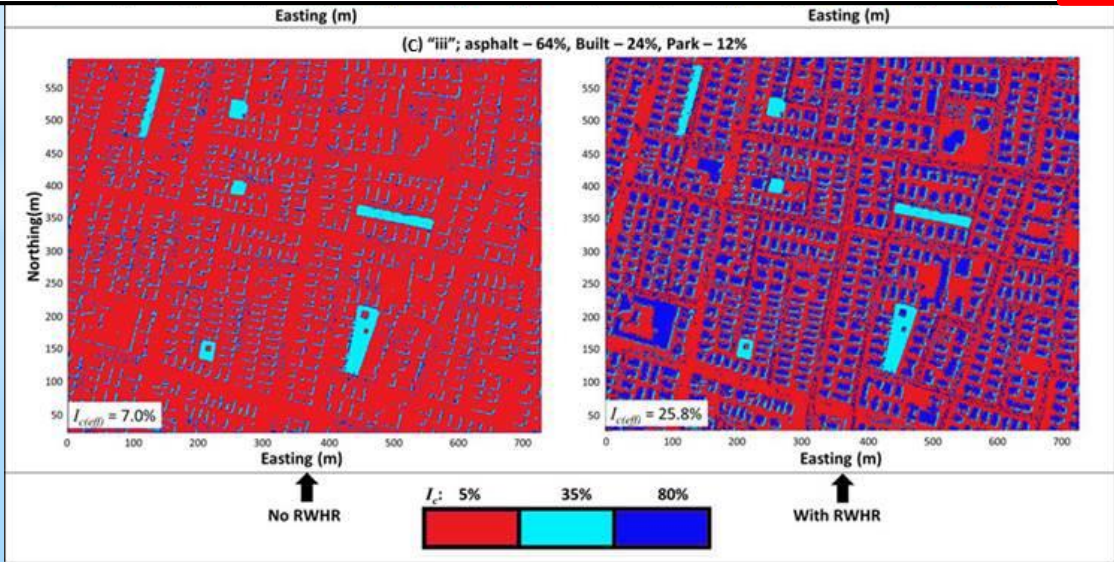 Easting (m) Easting (m)
(C) "iii"; asphalt – 64%, Built – 24%, Park – 12%
Northing(m)
550 550
500 500
450 450
400 400
350 350
300 300
250 250
200 200
150 150
100 100
50 50
I_c(eff) = 7.0% I_c(eff) = 25.8%
0 100 200 300 400 500 600 700 0 100 200 300 400 500 600 700
Easting (m) Easting (m)
I_c: 5% 35% 80%
No RWHR With RWHR